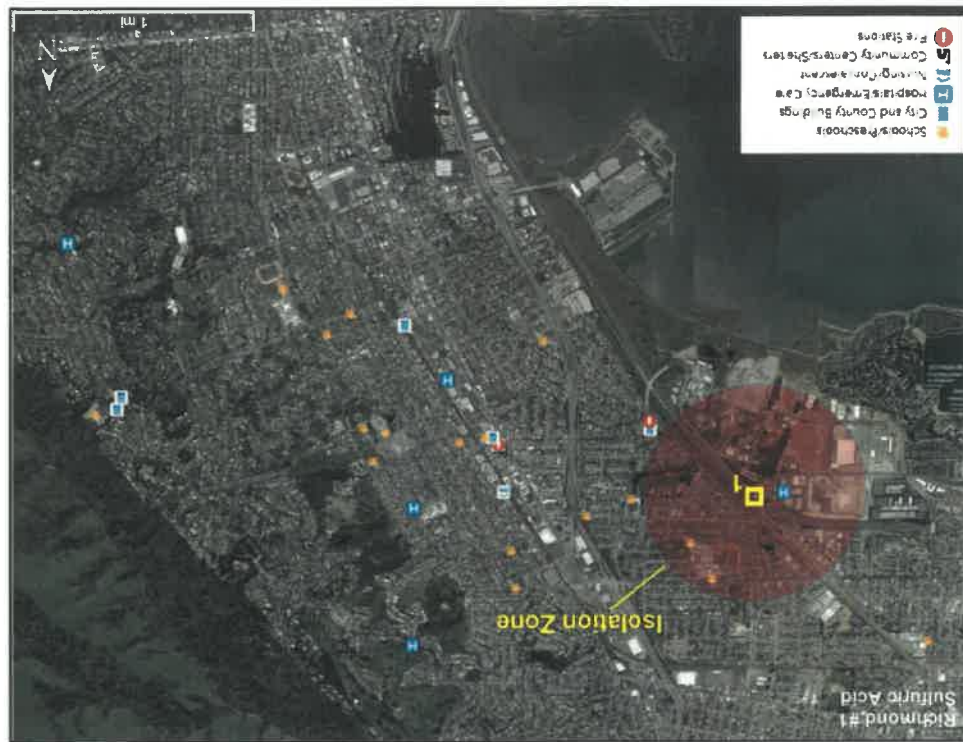 Richmond, #1
Sulfuric Acid
Isolation Zone
1
H
H
H
H
H
Schools/Preschools
City and County Buildings
Hospitals/Emergency Care
H
Nursing/Convalescent
Community Centers/Shelters
Fire Stations
N
1 mi